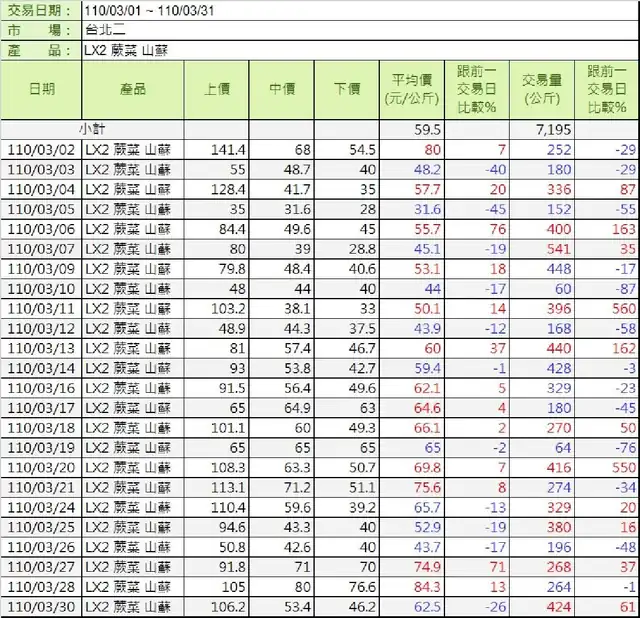 交易日期： 110/03/01 ~ 110/03/31
市 場： 台北二
產 品： LX2 蕨菜 山蘇
日期 產品 上價 中價 下價 平均價(元/公斤) 跟前一交易日比較% 交易量(公斤) 跟前一交易日比較%
小計 59.5 7,195
110/03/02 LX2 蕨菜 山蘇 141.4 68 54.5 80 7 252 -29
110/03/03 LX2 蕨菜 山蘇 55 48.7 40 48.2 -40 180 -29
110/03/04 LX2 蕨菜 山蘇 128.4 41.7 35 57.7 20 336 87
110/03/05 LX2 蕨菜 山蘇 35 31.6 28 31.6 -45 152 -55
110/03/06 LX2 蕨菜 山蘇 84.4 49.6 45 55.7 76 400 163
110/03/07 LX2 蕨菜 山蘇 80 39 28.8 45.1 -19 541 35
110/03/09 LX2 蕨菜 山蘇 79.8 48.4 40.6 53.1 18 448 -17
110/03/10 LX2 蕨菜 山蘇 48 44 40 44 -17 60 -87
110/03/11 LX2 蕨菜 山蘇 103.2 38.1 33 50.1 14 396 560
110/03/12 LX2 蕨菜 山蘇 48.9 44.3 37.5 43.9 -12 168 -58
110/03/13 LX2 蕨菜 山蘇 81 57.4 46.7 60 37 440 162
110/03/14 LX2 蕨菜 山蘇 93 53.8 42.7 59.4 -1 428 -3
110/03/16 LX2 蕨菜 山蘇 91.5 56.4 49.6 62.1 5 329 -23
110/03/17 LX2 蕨菜 山蘇 65 64.9 63 64.6 4 180 -45
110/03/18 LX2 蕨菜 山蘇 101.1 60 49.3 66.1 2 270 50
110/03/19 LX2 蕨菜 山蘇 65 65 65 65 -2 64 -76
110/03/20 LX2 蕨菜 山蘇 108.3 63.3 50.7 69.8 7 416 550
110/03/21 LX2 蕨菜 山蘇 113.1 71.2 51.1 75.6 8 274 -34
110/03/24 LX2 蕨菜 山蘇 110.4 59.6 39.2 65.7 -13 329 20
110/03/25 LX2 蕨菜 山蘇 94.6 43.3 40 52.9 -19 380 16
110/03/26 LX2 蕨菜 山蘇 50.8 42.6 40 43.7 -17 196 -48
110/03/27 LX2 蕨菜 山蘇 91.8 71 70 74.9 71 268 37
110/03/28 LX2 蕨菜 山蘇 105 80 76.6 84.3 13 264 -1
110/03/30 LX2 蕨菜 山蘇 106.2 53.4 46.2 62.5 -26 424 61